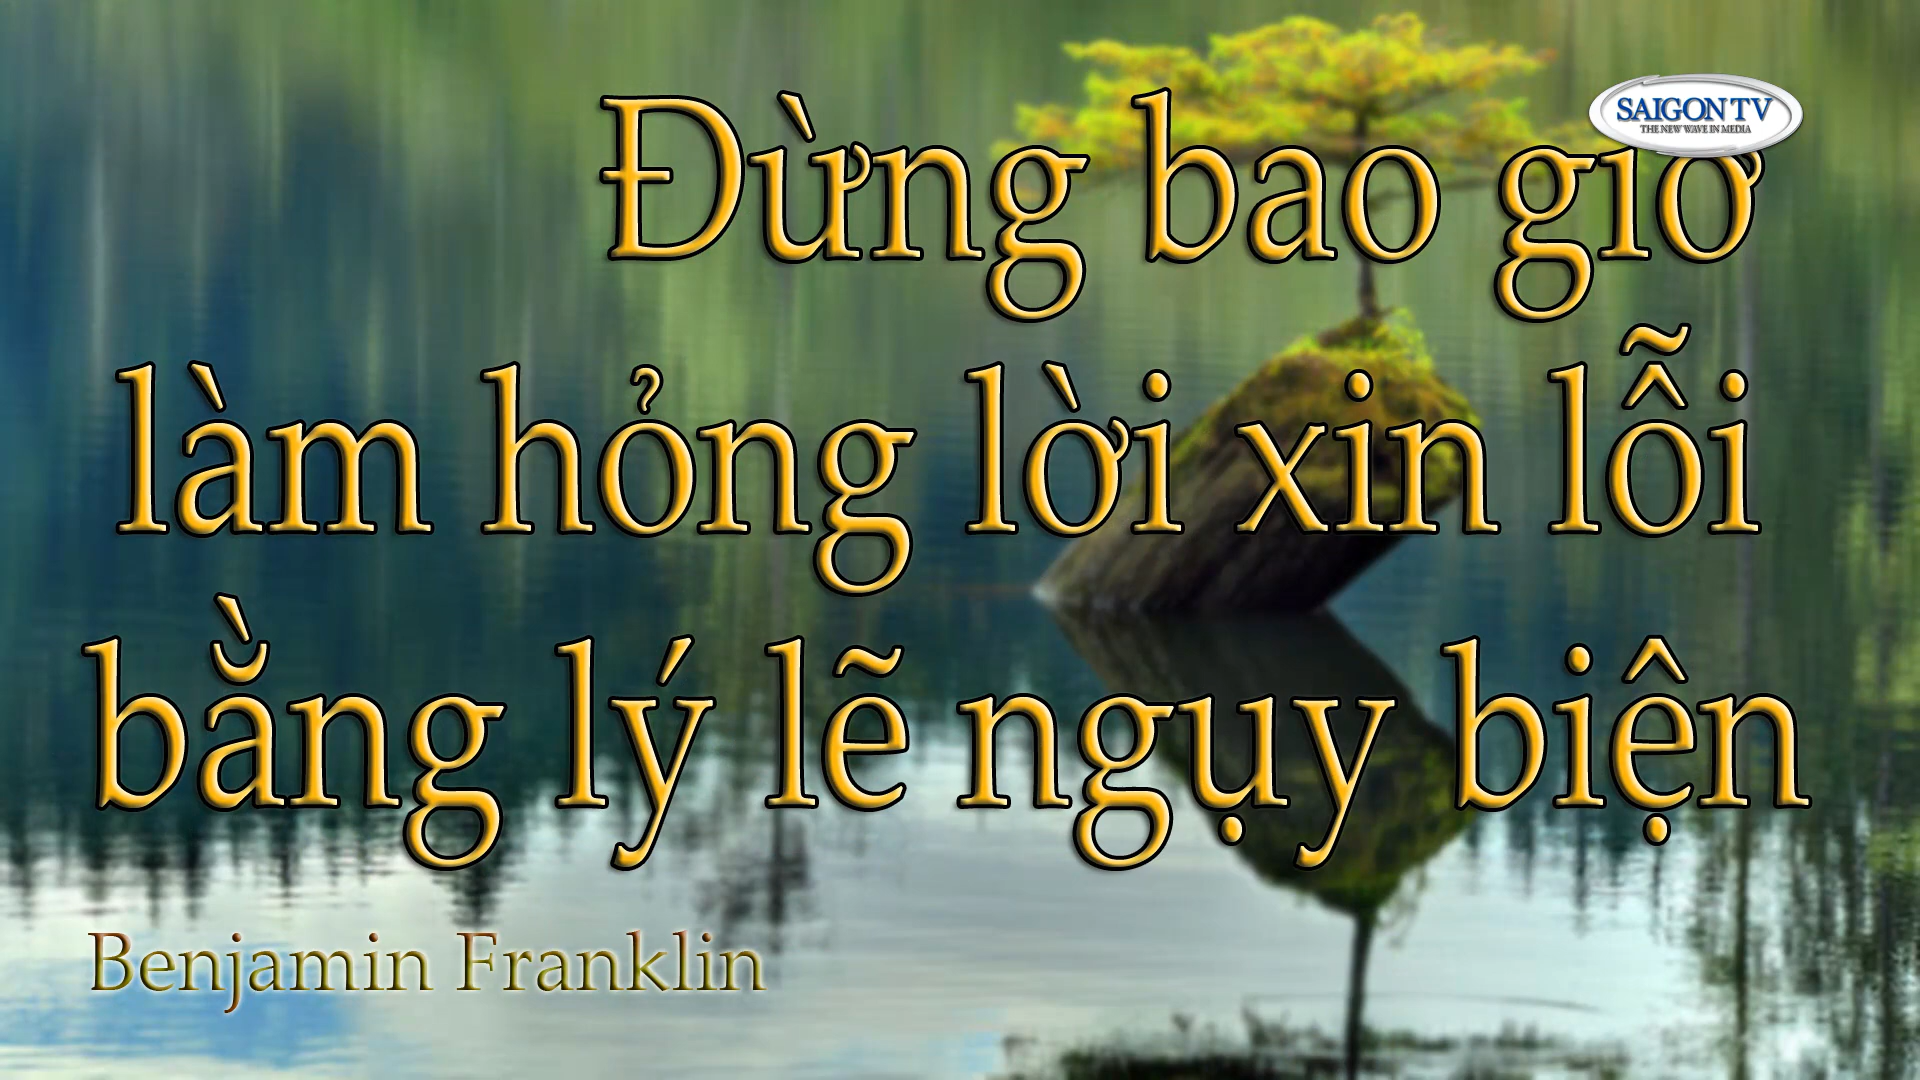 SAIGON TV
THE NEW WAVE IN MEDIA
Đừng bao giờ
làm hỏng lời xin lỗi
bằng lý lẽ ngụy biện
Benjamin Franklin